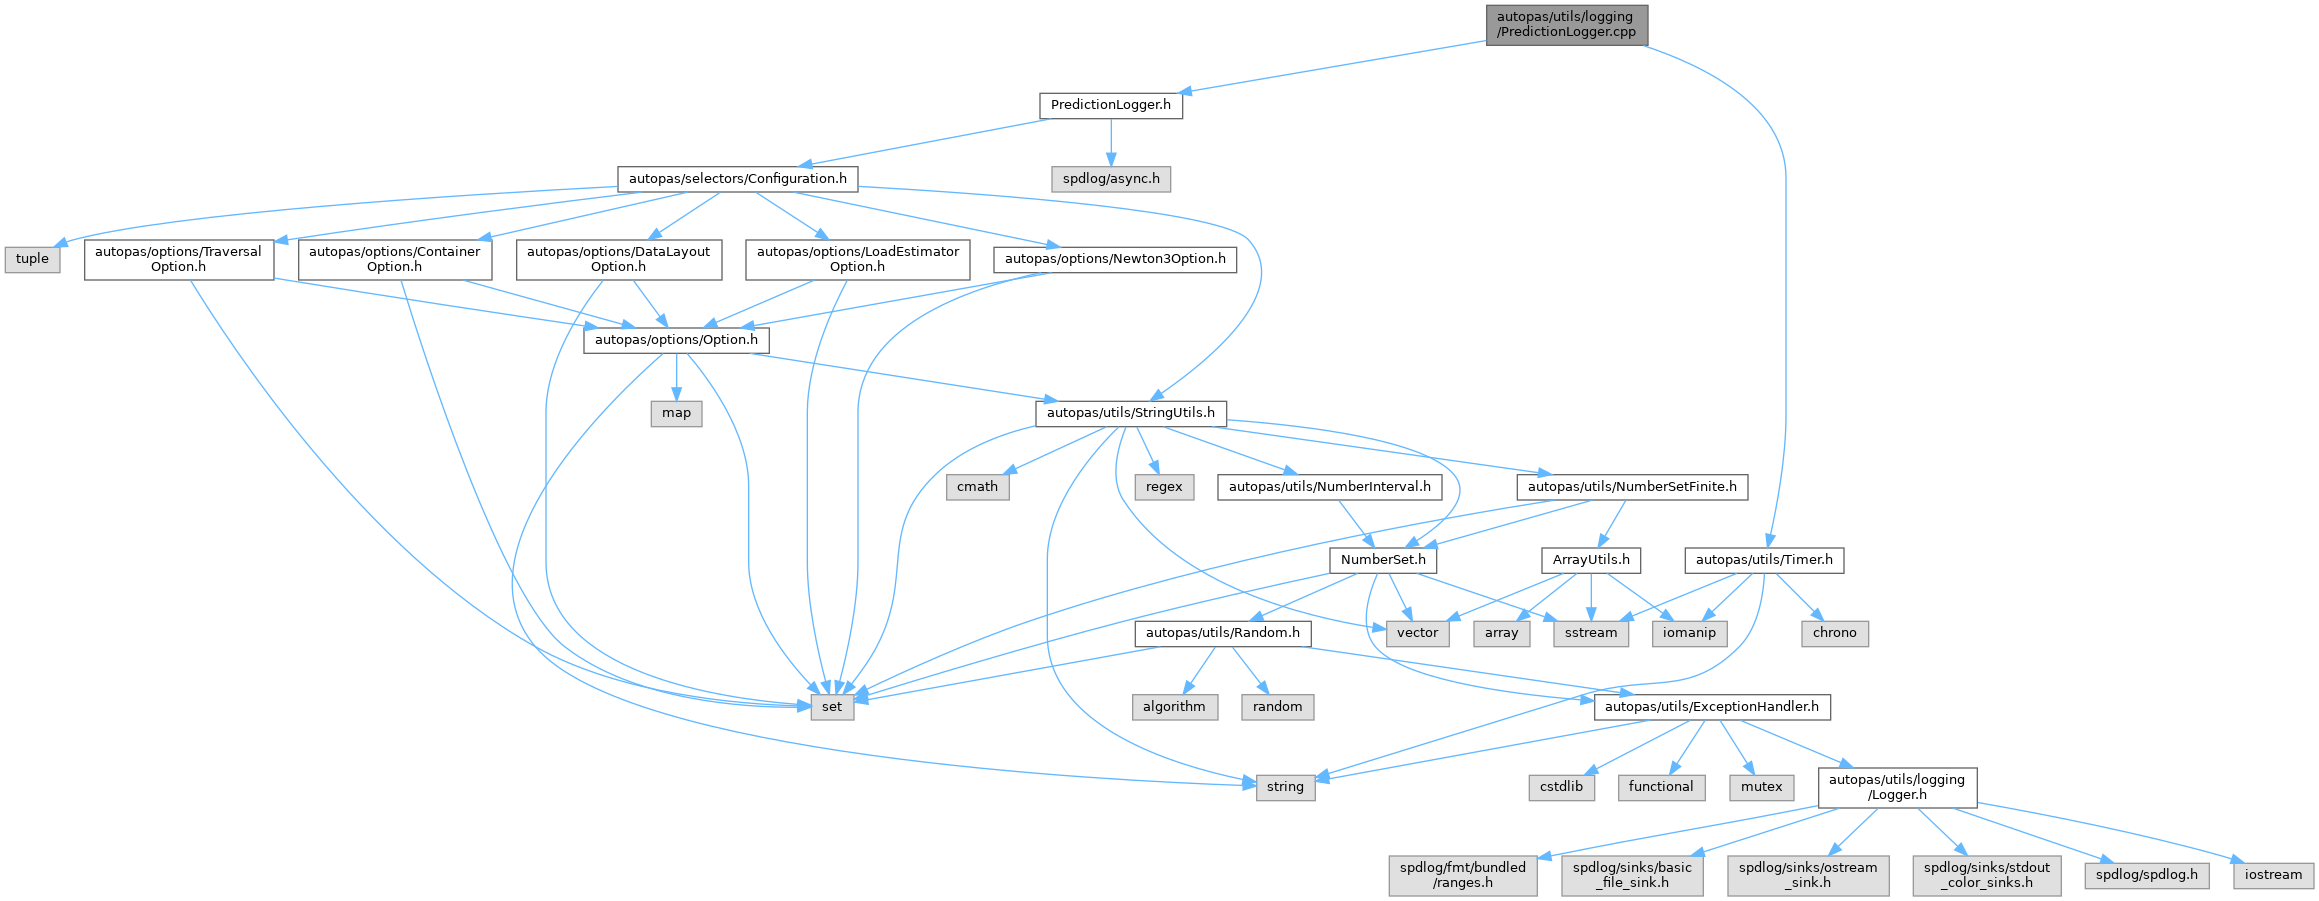 autopas/utils/logging
/PredictionLogger.cpp
PredictionLogger.h
autopas/selectors/Configuration.h
spdlog/async.h
tuple
autopas/options/Traversal
Option.h
autopas/options/Container
Option.h
autopas/options/DataLayout
Option.h
autopas/options/LoadEstimator
Option.h
autopas/options/Newton3Option.h
autopas/options/Option.h
map
autopas/utils/StringUtils.h
cmath
regex
autopas/utils/NumberInterval.h
autopas/utils/NumberSetFinite.h
NumberSet.h
ArrayUtils.h
autopas/utils/Timer.h
autopas/utils/Random.h
vector
array
sstream
iomanip
chrono
set
algorithm
random
autopas/utils/ExceptionHandler.h
string
cstdlib
functional
mutex
autopas/utils/logging
/Logger.h
spdlog/fmt/bundled
/ranges.h
spdlog/sinks/basic
_file_sink.h
spdlog/sinks/ostream
_sink.h
spdlog/sinks/stdout
_color_sinks.h
spdlog/spdlog.h
iostream